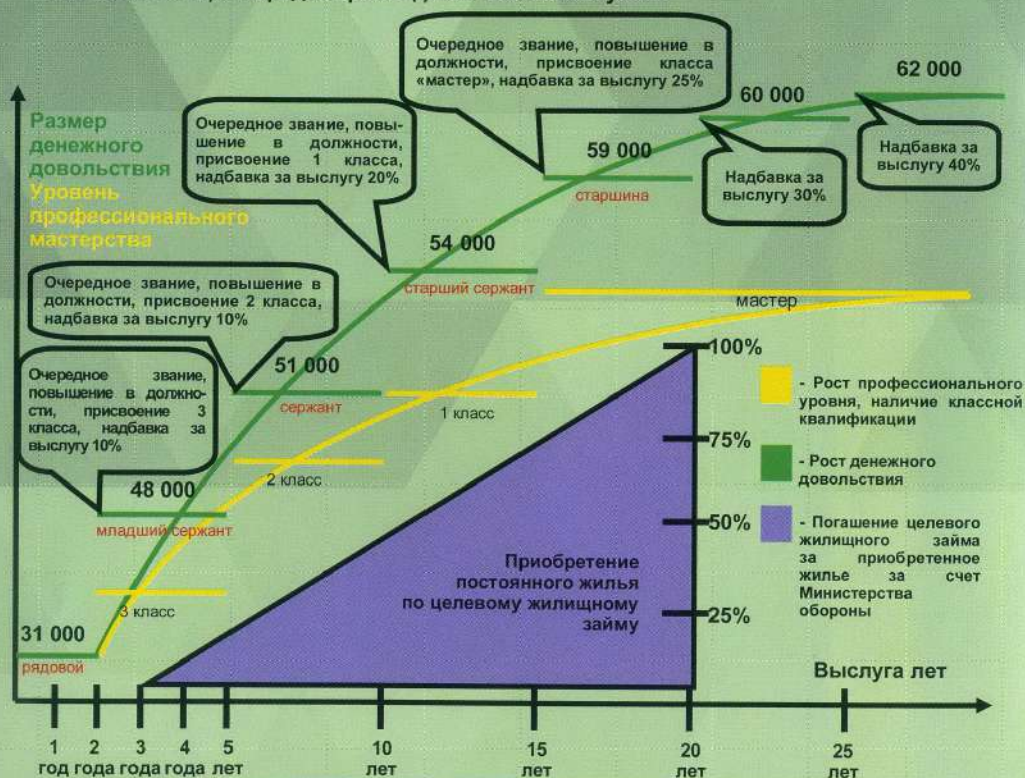 Очередное звание, повышение в
должности, присвоение класса
«мастер», надбавка за выслугу 25%
62 000
60 000
Размер
денежного
довольствия
Уровень
профессионального
мастерства
Очередное звание, повы-
шение в должности,
присвоение 1 класса,
надбавка за выслугу 20%
59 000
старшина
Надбавка за
выслугу 30%
Надбавка за
выслугу 40%
54 000
старший сержант
Очередное звание, повышение в
должности, присвоение 2 класса,
надбавка за выслугу 10%
мастер
51 000
сержант
Очередное звание,
повышение в должно-
сти, присвоение 3
класса, надбавка за
выслугу 10%
1 класс
2 класс
48 000
младший сержант
3 класс
31 000
рядовой
100%
75%
50%
25%
Приобретение
постоянного жилья
по целевому жилищному
займу
- Рост профессионального
уровня, наличие классной
квалификации
- Рост денежного
довольствия
- Погашение целевого
жилищного займа
за приобретенное
жилье за счет
Министерства
обороны
Выслуга лет
1 2 3 4 5 10 15 20 25
год года года года лет лет лет лет лет